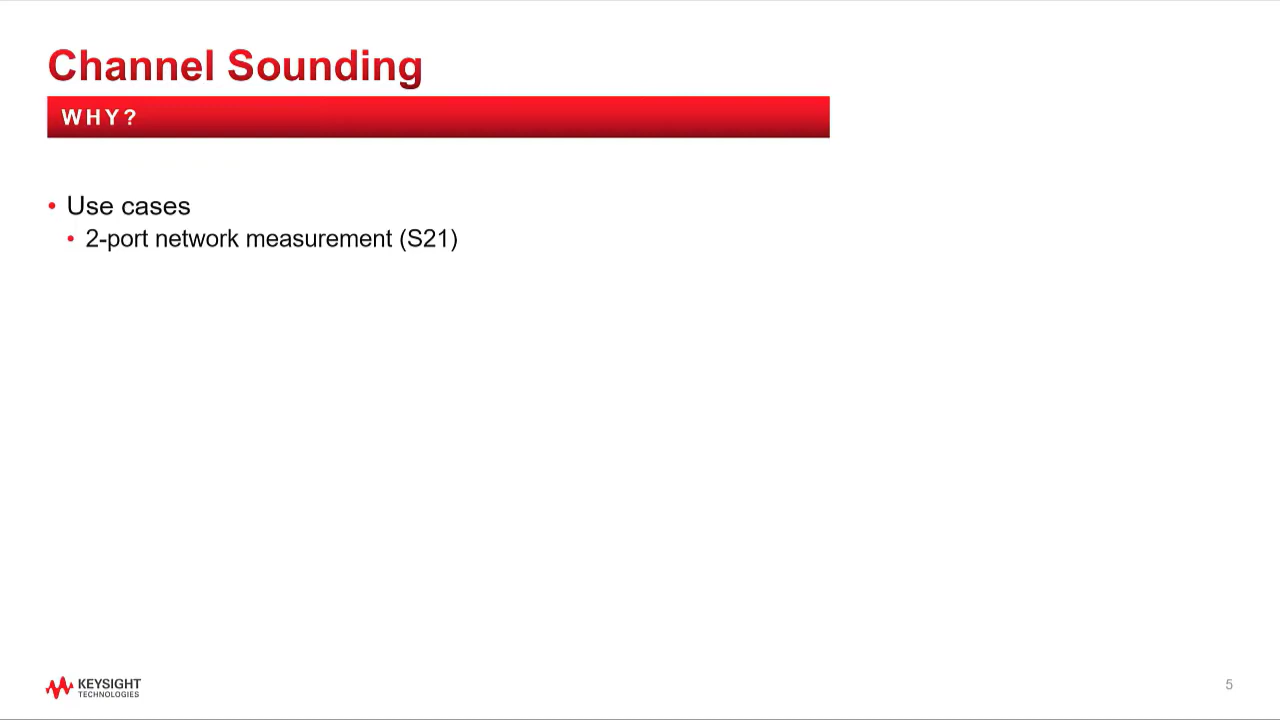 Channel Sounding
WHY?
• Use cases
• 2-port network measurement (S21)
KEYSIGHT
TECHNOLOGIES
5